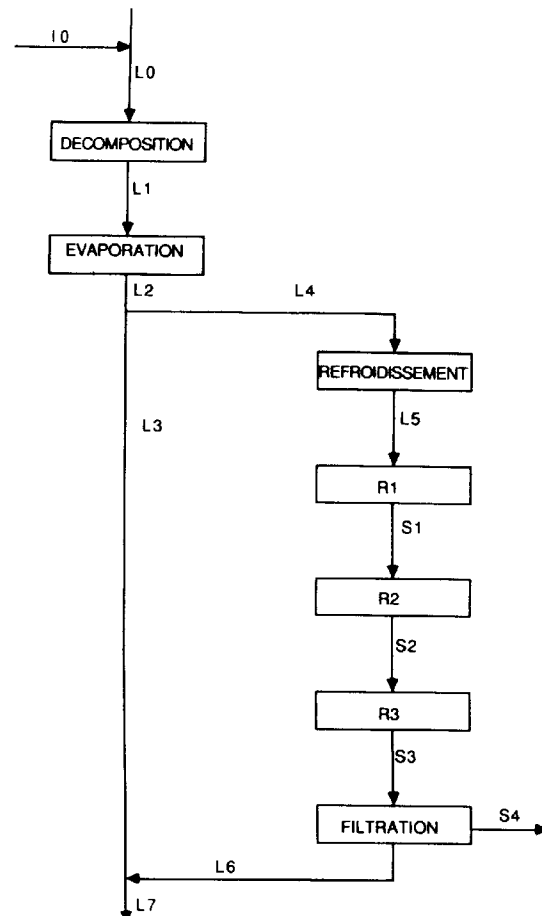 I0
L0
DECOMPOSITION
L1
EVAPORATION
L2
L4
REFROIDISSEMENT
L3
L5
R1
S1
R2
S2
R3
S3
S4
FILTRATION
L6
L7